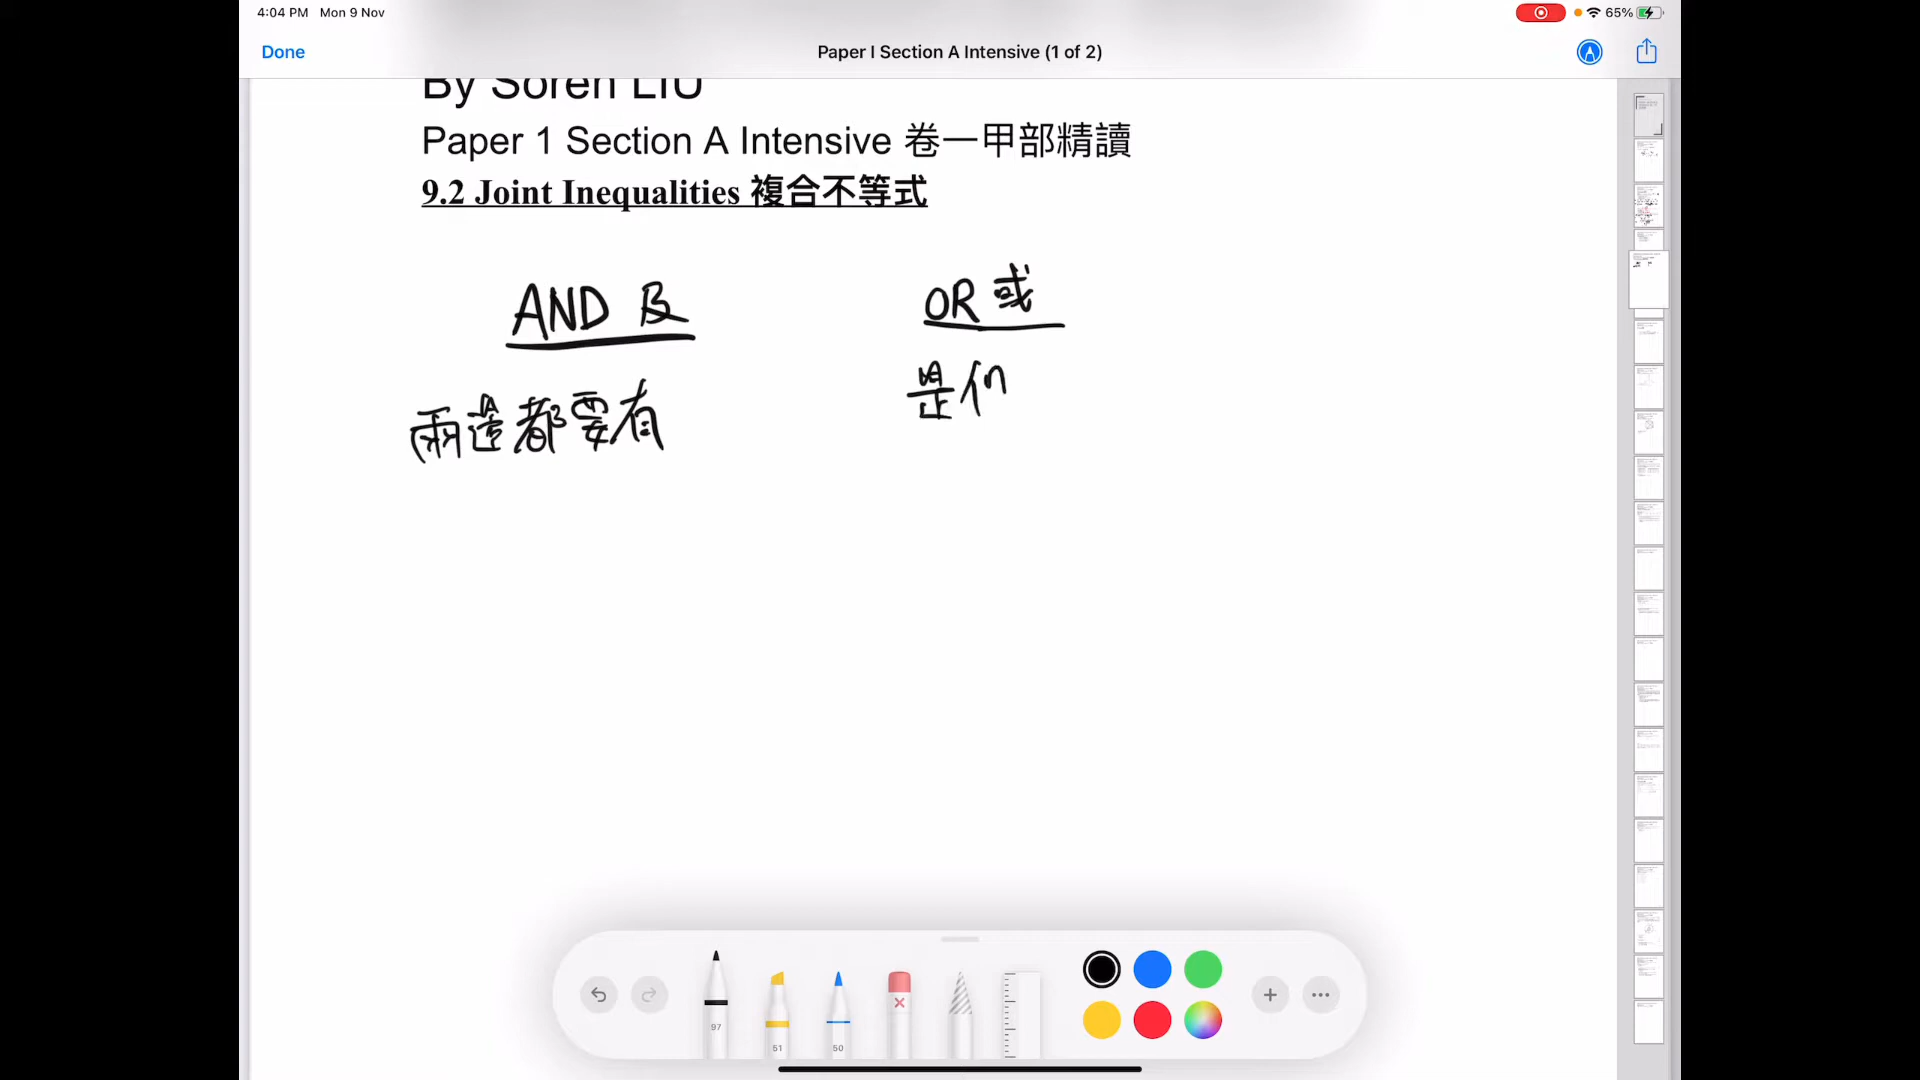 4:04 PM Mon 9 Nov 65%
Done Paper I Section A Intensive (1 of 2)
By Soren LIU
Paper 1 Section A Intensive 卷一甲部精讀
9.2 Joint Inequalities 複合不等式
AND 及 OR 或
兩邊都要有 是但
97 51 50